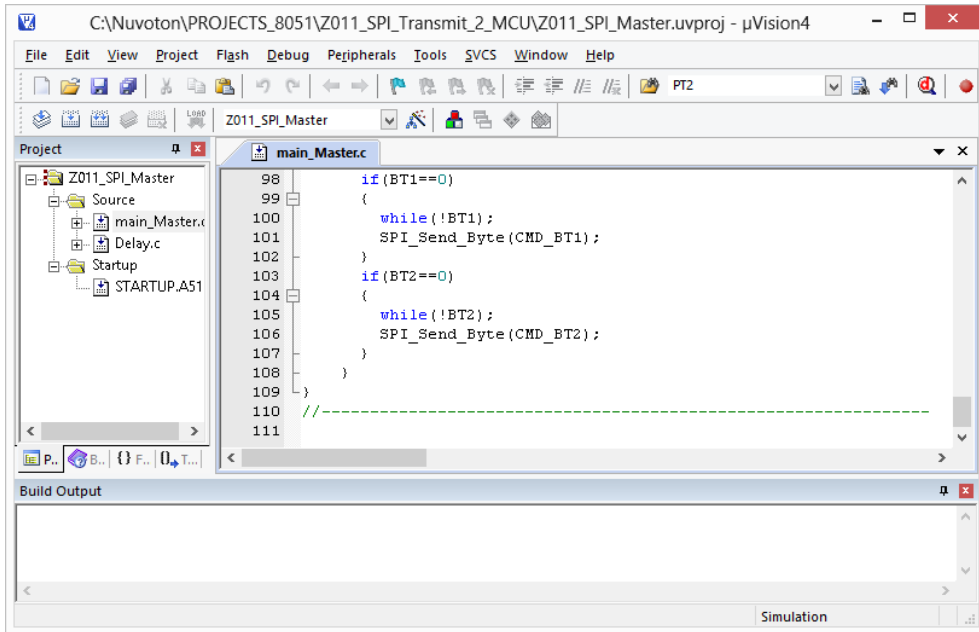 C:\Nuvoton\PROJECTS_8051\Z011_SPI_Transmit_2_MCU\Z011_SPI_Master.uvproj - µVision4
File Edit View Project Flash Debug Peripherals Tools SVCS Window Help
PT2
LOAD Z011_SPI_Master
Project
main_Master.c
Z011_SPI_Master
Source
main_Master.c
Delay.c
Startup
STARTUP.A51
98 if(BT1==0)
99 {
100 while(!BT1);
101 SPI_Send_Byte(CMD_BT1);
102 }
103 if(BT2==0)
104 {
105 while(!BT2);
106 SPI_Send_Byte(CMD_BT2);
107 }
108 }
109 }
110 //---------------------------------------------------------------
111
P... B... {} F... 0 T...
Build Output
Simulation